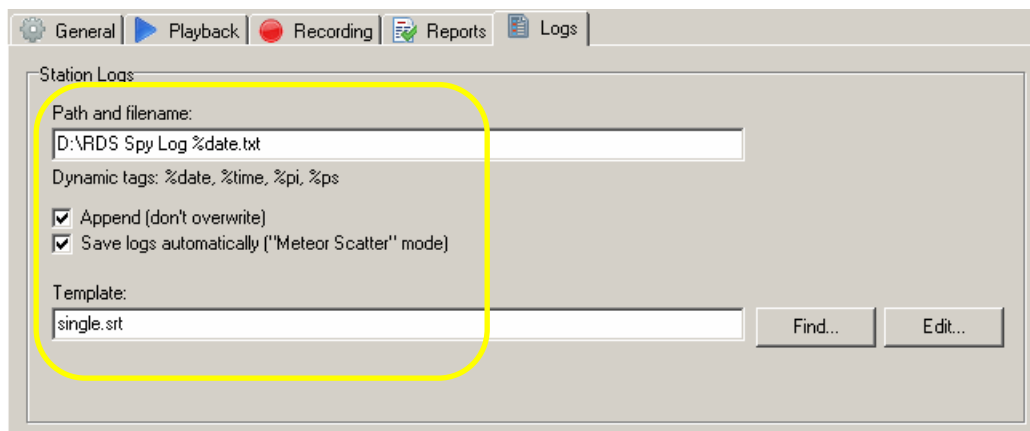 General Playback Recording Reports Logs
Station Logs
Path and filename:
D:\RDS Spy Log %date.txt
Dynamic tags: %date, %time, %pi, %ps
Append (don't overwrite)
Save logs automatically ("Meteor Scatter" mode)
Template:
single.srt
Find... Edit...